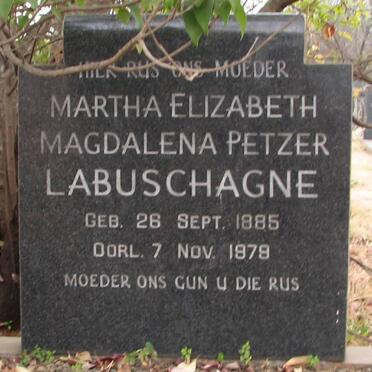 HIER RUS ONS MOEDER
MARTHA ELIZABETH
MAGDALENA PETZER
LABUSCHAGNE
GEB. 26 SEPT. 1885
OORL. 7 NOV. 1979
MOEDER ONS GUN U DIE RUS